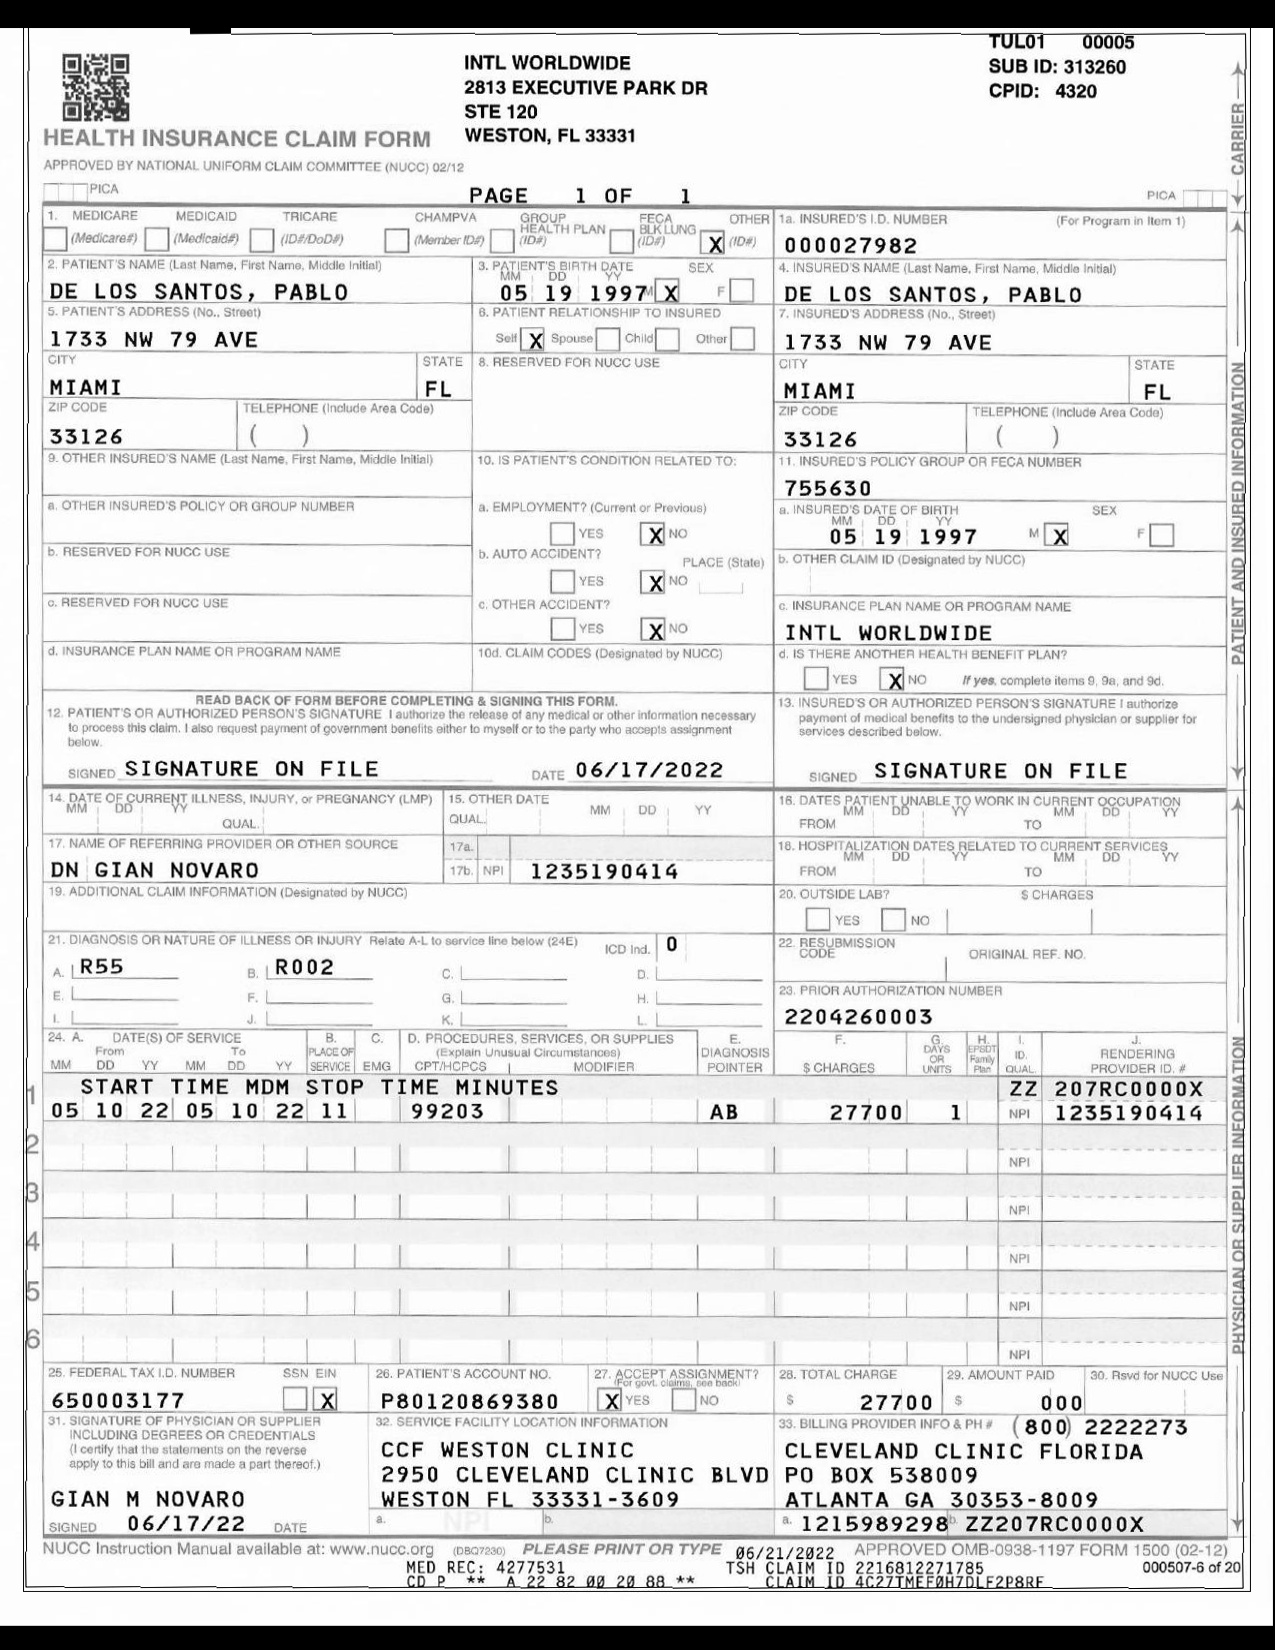 TUL01 00005
INTL WORLDWIDE
SUB ID: 313260
2813 EXECUTIVE PARK DR
CPID: 4320
STE 120
HEALTH INSURANCE CLAIM FORM
WESTON, FL 33331
APPROVED BY NATIONAL UNIFORM CLAIM COMMITTEE (NUCC) 02/12
PICA
PAGE 1 OF 1
PICA
CARRIER
1. MEDICARE MEDICAID TRICARE CHAMPVA GROUP HEALTH PLAN FECA BLK LUNG OTHER
(Medicare#) (Medicaid#) (ID#/DoD#) (Member ID#) (ID#) (ID#) X (ID#)
1a. INSURED'S I.D. NUMBER (For Program in Item 1)
000027982
2. PATIENT'S NAME (Last Name, First Name, Middle Initial)
DE LOS SANTOS, PABLO
3. PATIENT'S BIRTH DATE SEX
MM DD YY
05 19 1997 M X F
4. INSURED'S NAME (Last Name, First Name, Middle Initial)
DE LOS SANTOS, PABLO
5. PATIENT'S ADDRESS (No., Street)
1733 NW 79 AVE
6. PATIENT RELATIONSHIP TO INSURED
Self X Spouse Child Other
7. INSURED'S ADDRESS (No., Street)
1733 NW 79 AVE
CITY STATE
MIAMI FL
8. RESERVED FOR NUCC USE
CITY STATE
MIAMI FL
ZIP CODE TELEPHONE (Include Area Code)
33126 ( )
ZIP CODE TELEPHONE (Include Area Code)
33126 ( )
9. OTHER INSURED'S NAME (Last Name, First Name, Middle Initial)
10. IS PATIENT'S CONDITION RELATED TO:
11. INSURED'S POLICY GROUP OR FECA NUMBER
755630
a. OTHER INSURED'S POLICY OR GROUP NUMBER
a. EMPLOYMENT? (Current or Previous)
YES X NO
a. INSURED'S DATE OF BIRTH SEX
MM DD YY
05 19 1997 M X F
b. RESERVED FOR NUCC USE
b. AUTO ACCIDENT? PLACE (State)
YES X NO
b. OTHER CLAIM ID (Designated by NUCC)
c. RESERVED FOR NUCC USE
c. OTHER ACCIDENT?
YES X NO
c. INSURANCE PLAN NAME OR PROGRAM NAME
INTL WORLDWIDE
d. INSURANCE PLAN NAME OR PROGRAM NAME
10d. CLAIM CODES (Designated by NUCC)
d. IS THERE ANOTHER HEALTH BENEFIT PLAN?
YES X NO If yes, complete items 9, 9a, and 9d.
PATIENT AND INSURED INFORMATION
READ BACK OF FORM BEFORE COMPLETING & SIGNING THIS FORM.
12. PATIENT'S OR AUTHORIZED PERSON'S SIGNATURE I authorize the release of any medical or other information necessary
to process this claim. I also request payment of government benefits either to myself or to the party who accepts assignment
below.
SIGNED SIGNATURE ON FILE DATE 06/17/2022
13. INSURED'S OR AUTHORIZED PERSON'S SIGNATURE I authorize
payment of medical benefits to the undersigned physician or supplier for
services described below.
SIGNED SIGNATURE ON FILE
14. DATE OF CURRENT ILLNESS, INJURY, or PREGNANCY (LMP)
MM DD YY
QUAL.
15. OTHER DATE
QUAL. MM DD YY
16. DATES PATIENT UNABLE TO WORK IN CURRENT OCCUPATION
MM DD YY MM DD YY
FROM TO
17. NAME OF REFERRING PROVIDER OR OTHER SOURCE
DN GIAN NOVARO
17a.
17b. NPI 1235190414
18. HOSPITALIZATION DATES RELATED TO CURRENT SERVICES
MM DD YY MM DD YY
FROM TO
19. ADDITIONAL CLAIM INFORMATION (Designated by NUCC)
20. OUTSIDE LAB? $ CHARGES
YES NO
21. DIAGNOSIS OR NATURE OF ILLNESS OR INJURY Relate A-L to service line below (24E) ICD Ind. 0
A. R55 B. R002 C. D.
E. F. G. H.
I. J. K. L.
22. RESUBMISSION CODE ORIGINAL REF. NO.
23. PRIOR AUTHORIZATION NUMBER
2204260003
24. A. DATE(S) OF SERVICE B. C. D. PROCEDURES, SERVICES, OR SUPPLIES E. F. G. H. I. J.
From To PLACE OF (Explain Unusual Circumstances) DIAGNOSIS DAYS OR UNITS EPSDT Family Plan ID. RENDERING
MM DD YY MM DD YY SERVICE EMG CPT/HCPCS MODIFIER POINTER $ CHARGES QUAL. PROVIDER ID. #
START TIME MDM STOP TIME MINUTES ZZ 207RC0000X
1 05 10 22 05 10 22 11 99203 AB 27700 1 NPI 1235190414
2 NPI
3 NPI
4 NPI
5 NPI
6 NPI
PHYSICIAN OR SUPPLIER INFORMATION
25. FEDERAL TAX I.D. NUMBER SSN EIN
650003177 X
26. PATIENT'S ACCOUNT NO.
P80120869380
27. ACCEPT ASSIGNMENT?
(For govt. claims, see back)
X YES NO
28. TOTAL CHARGE
$ 27700
29. AMOUNT PAID
$ 000
30. Rsvd for NUCC Use
31. SIGNATURE OF PHYSICIAN OR SUPPLIER
INCLUDING DEGREES OR CREDENTIALS
(I certify that the statements on the reverse
apply to this bill and are made a part thereof.)
GIAN M NOVARO
SIGNED 06/17/22 DATE
32. SERVICE FACILITY LOCATION INFORMATION
CCF WESTON CLINIC
2950 CLEVELAND CLINIC BLVD
WESTON FL 33331-3609
a. NPI b.
33. BILLING PROVIDER INFO & PH # (800) 2222273
CLEVELAND CLINIC FLORIDA
PO BOX 538009
ATLANTA GA 30353-8009
a. 1215989298 b. ZZ207RC0000X
NUCC Instruction Manual available at: www.nucc.org (DBQ7230) PLEASE PRINT OR TYPE 06/21/2022 APPROVED OMB-0938-1197 FORM 1500 (02-12)
MED REC: 4277531 TSH CLAIM ID 2216812271785 000507-6 of 20
CD P ** A 22 82 00 20 88 ** CLAIM ID 4C27TMEF0H7DLF2P8RF